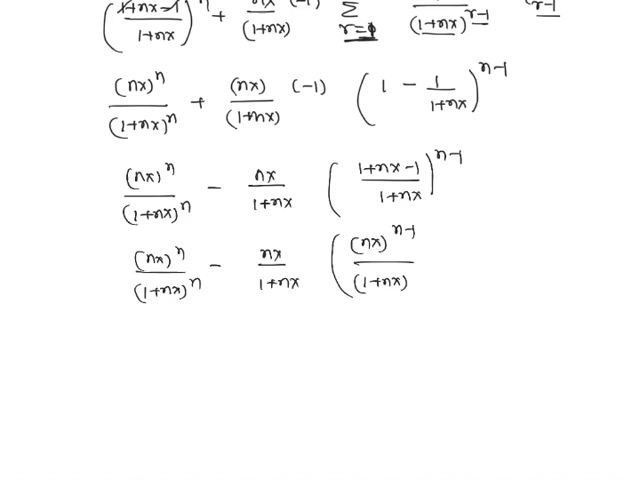 ((1+nx-1)/(1+nx))^n + nx/(1+nx) (-1) Σ r=1 /(1+nx)^(r-1) r-1
(nx)^n/(1+nx)^n + (nx)/(1+nx) (-1) (1 - 1/(1+nx))^(n-1)
(nx)^n/(1+nx)^n - nx/(1+nx) ((1+nx-1)/(1+nx))^(n-1)
(nx)^n/(1+nx)^n - nx/(1+nx) ((nx)^(n-1)/(1+nx)